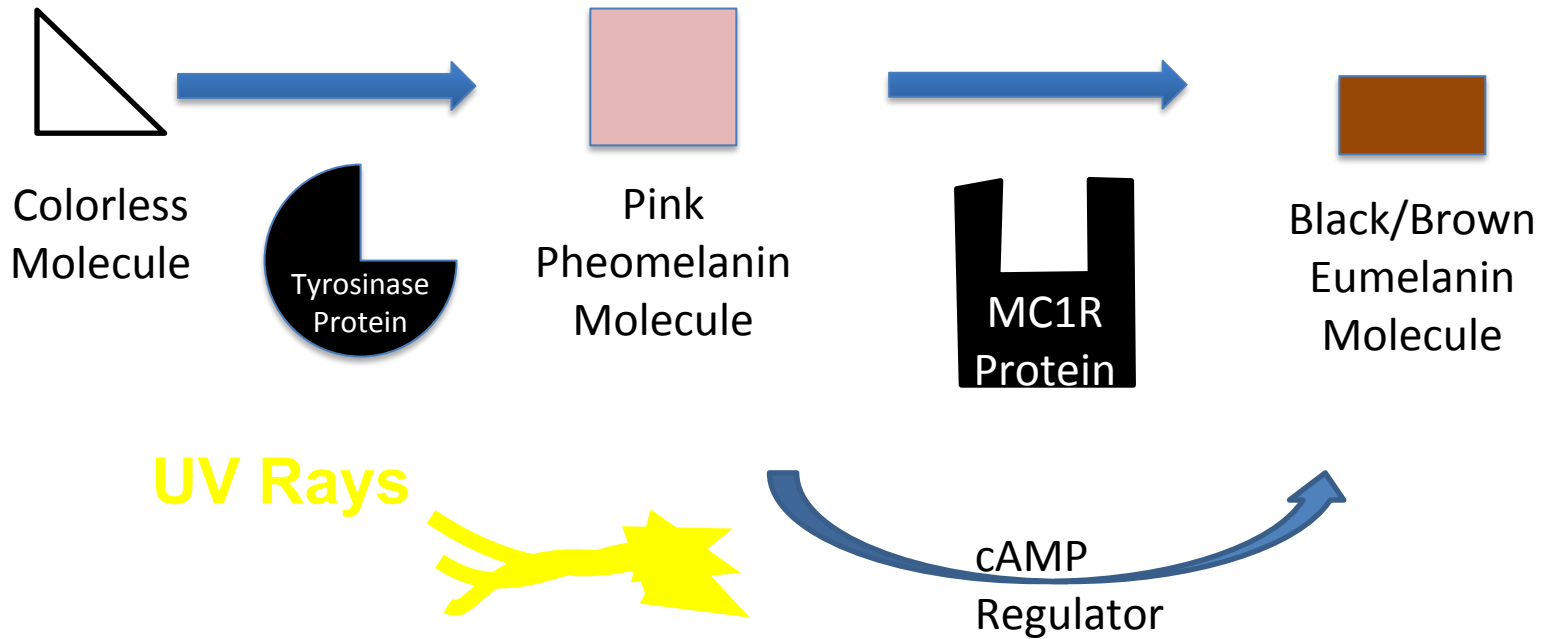 Colorless
Molecule
Tyrosinase
Protein
Pink
Pheomelanin
Molecule
MC1R
Protein
Black/Brown
Eumelanin
Molecule
UV Rays
cAMP
Regulator